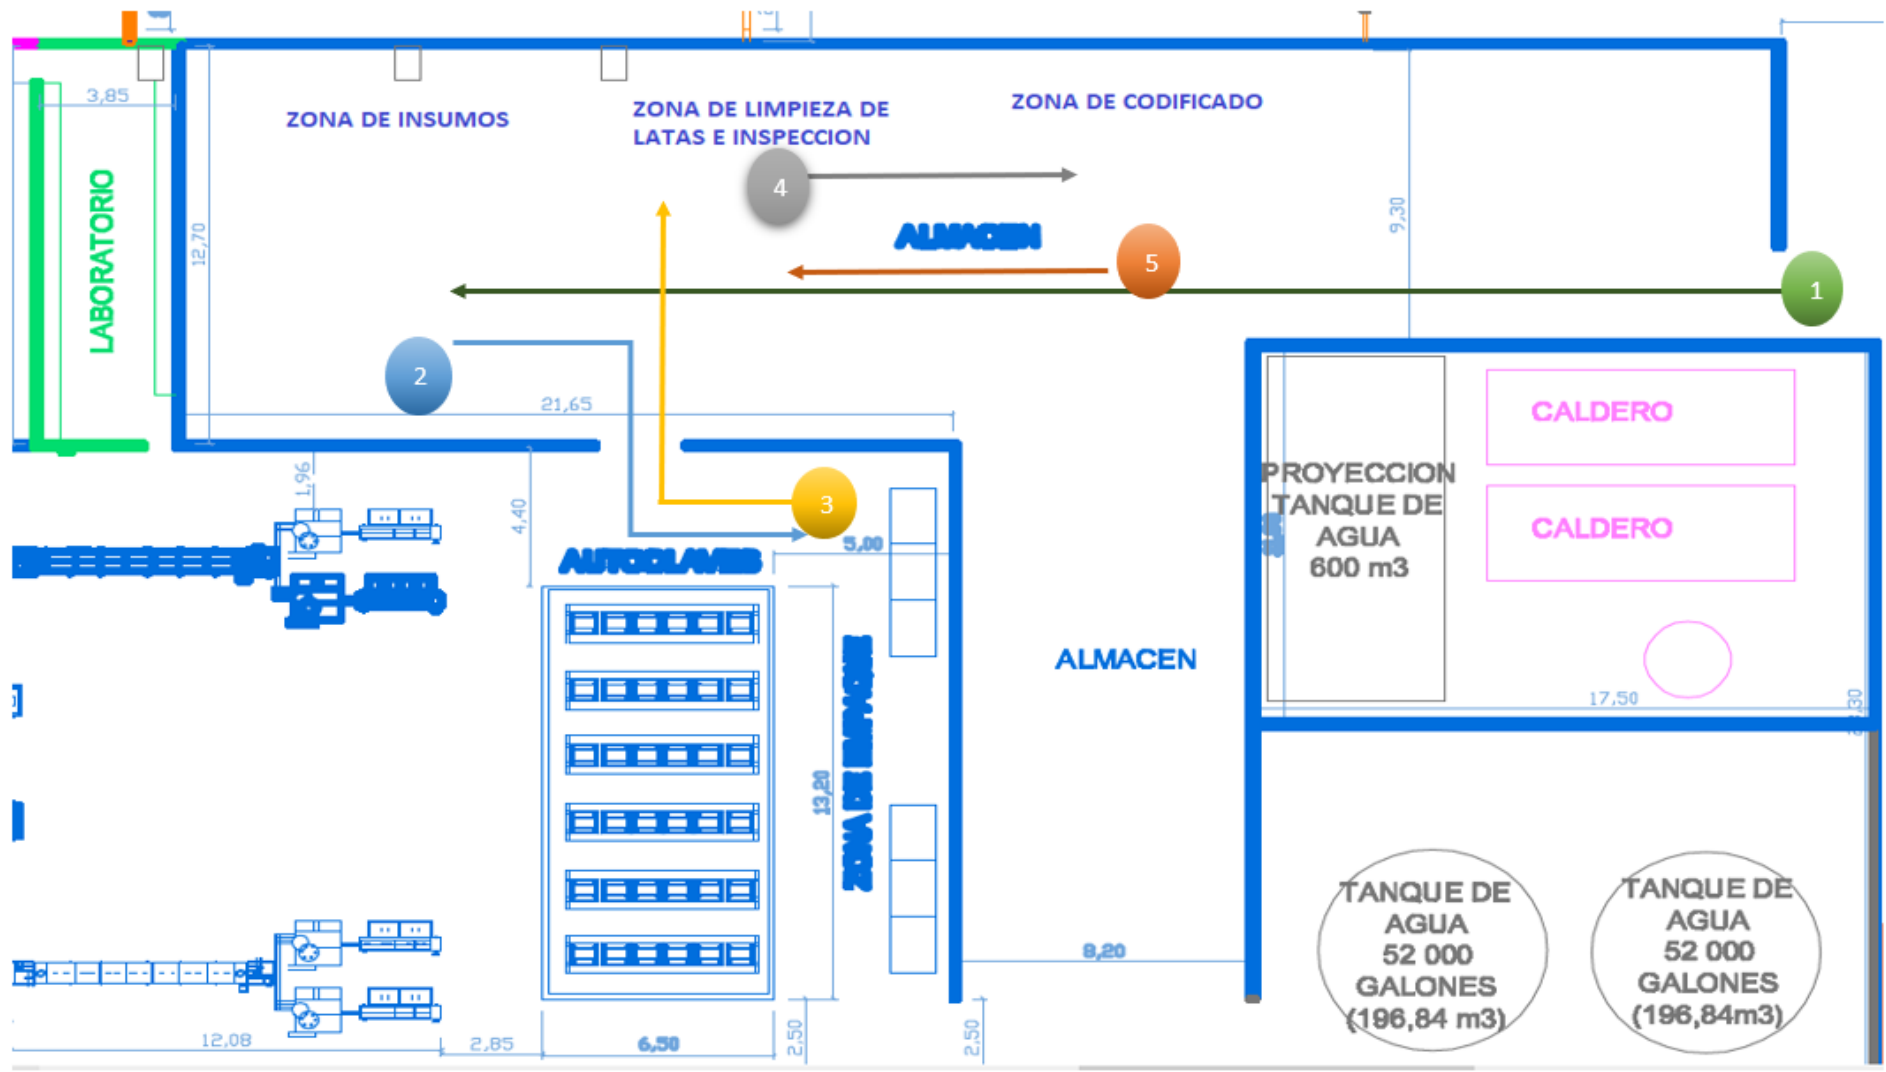 3,85
ZONA DE INSUMOS
ZONA DE LIMPIEZA DE
LATAS E INSPECCION
ZONA DE CODIFICADO
4
LABORATORIO
12,70
ALMACEN
9,30
5
1
2
21,65
CALDERO
PROYECCION
TANQUE DE
AGUA
600 m3
CALDERO
1,96
4,40
3
5,00
AUTOCLAVES
ALMACEN
17,50
13,20
TANQUE DE
AGUA
52 000
GALONES
(196,84 m3)
TANQUE DE
AGUA
52 000
GALONES
(196,84m3)
8,20
12,08
2,85
6,50
2,50
2,50